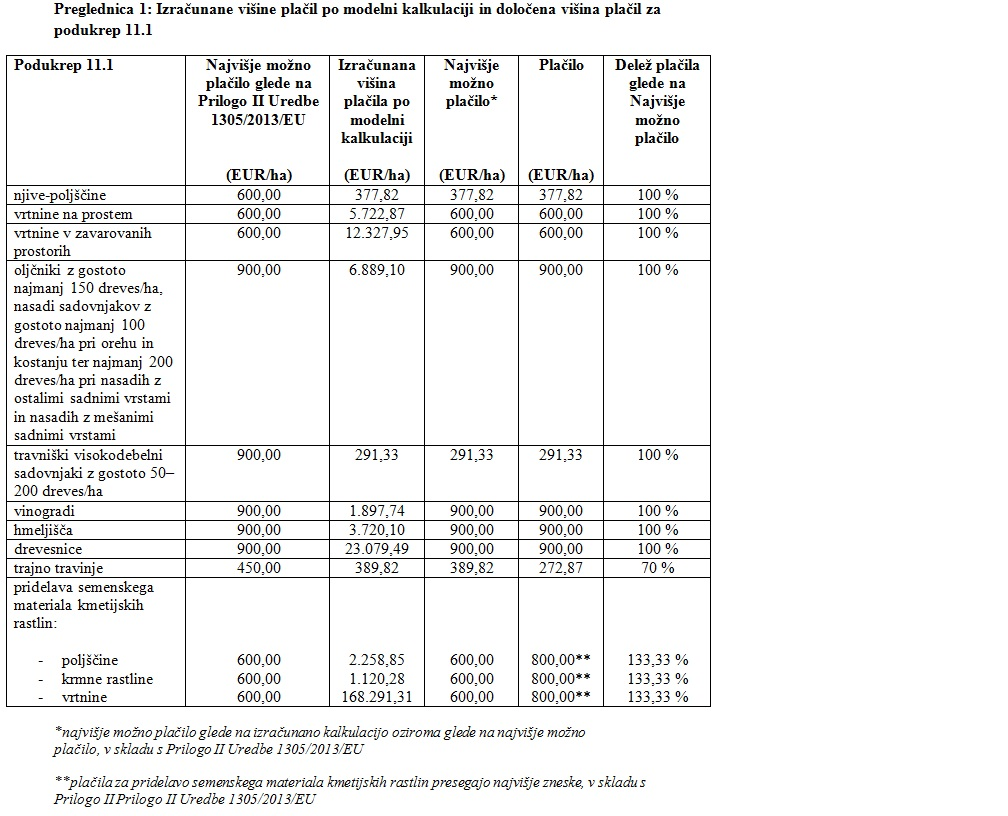 Preglednica 1: Izračunane višine plačil po modelni kalkulaciji in določena višina plačil za
podukrep 11.1
Podukrep 11.1
Najvišje možno
plačilo glede na
Prilogo II Uredbe
1305/2013/EU
(EUR/ha)
Izračunana
višina
plačila po
modelni
kalkulaciji
(EUR/ha)
Najvišje
možno
plačilo*
(EUR/ha)
Plačilo
(EUR/ha)
Delež plačila
glede na
Najvišje
možno
plačilo
njive-poljščine 600,00 377,82 377,82 377,82 100 %
vrtnine na prostem 600,00 5.722,87 600,00 600,00 100 %
vrtnine v zavarovanih 600,00 12.327,95 600,00 600,00 100 %
prostorih
oljčniki z gostoto 900,00 6.889,10 900,00 900,00 100 %
najmanj 150 dreves/ha,
nasadi sadovnjakov z
gostoto najmanj 100
dreves/ha pri orehu in
kostanju ter najmanj 200
dreves/ha pri nasadih z
ostalimi sadnimi vrstami
in nasadih z mešanimi
sadnimi vrstami
travniški visokodebelni 900,00 291,33 291,33 291,33 100 %
sadovnjaki z gostoto 50–
200 dreves/ha
vinogradi 900,00 1.897,74 900,00 900,00 100 %
hmeljišča 900,00 3.720,10 900,00 900,00 100 %
drevesnice 900,00 23.079,49 900,00 900,00 100 %
trajno travinje 450,00 389,82 389,82 272,87 70 %
pridelava semenskega
materiala kmetijskih
rastlin:
- poljščine 600,00 2.258,85 600,00 800,00** 133,33 %
- krmne rastline 600,00 1.120,28 600,00 800,00** 133,33 %
- vrtnine 600,00 168.291,31 600,00 800,00** 133,33 %
*najvišje možno plačilo glede na izračunano kalkulacijo oziroma glede na najvišje možno
plačilo, v skladu s Prilogo II Uredbe 1305/2013/EU
**plačila za pridelavo semenskega materiala kmetijskih rastlin presegajo najvišje zneske, v skladu s
Prilogo II Prilogo II Uredbe 1305/2013/EU